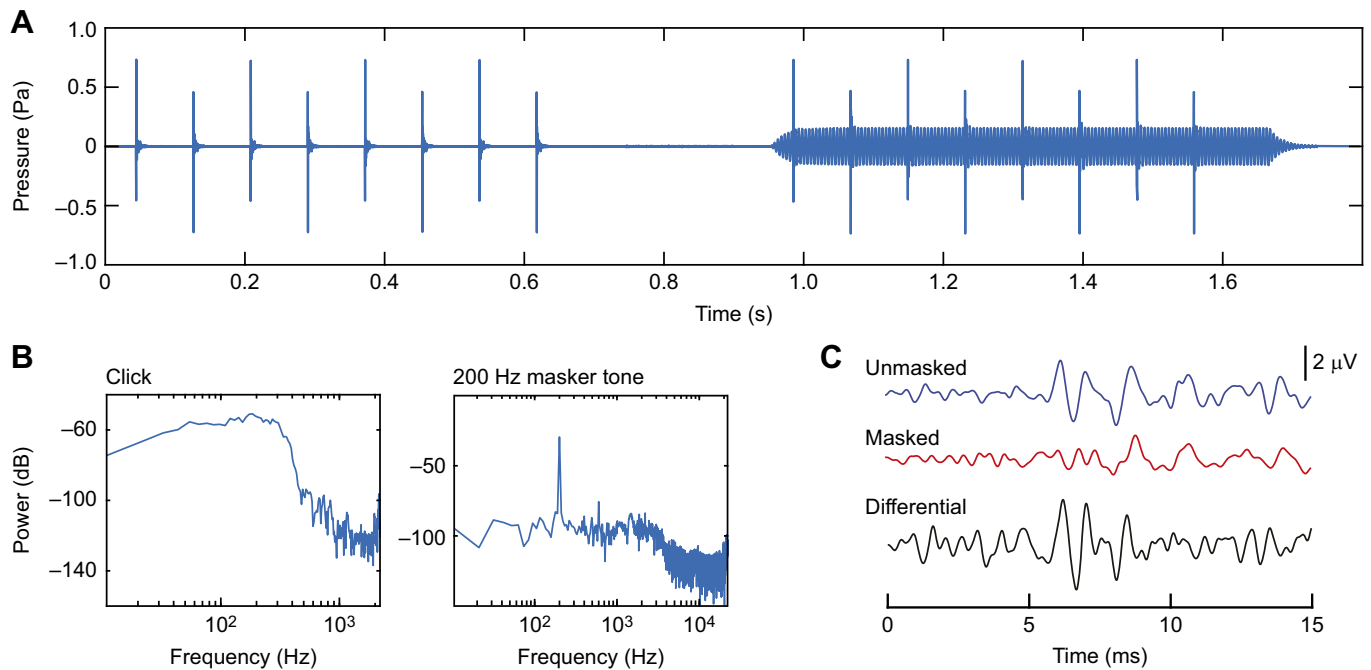 A
Pressure (Pa)
1.0
0.5
0
–0.5
–1.0
0 0.2 0.4 0.6 0.8 1.0 1.2 1.4 1.6
Time (s)
B
Click
Power (dB)
–60
–100
–140
10² 10³
Frequency (Hz)
200 Hz masker tone
–50
–100
10² 10³ 10⁴
Frequency (Hz)
C
Unmasked
2 μV
Masked
Differential
0 5 10 15
Time (ms)